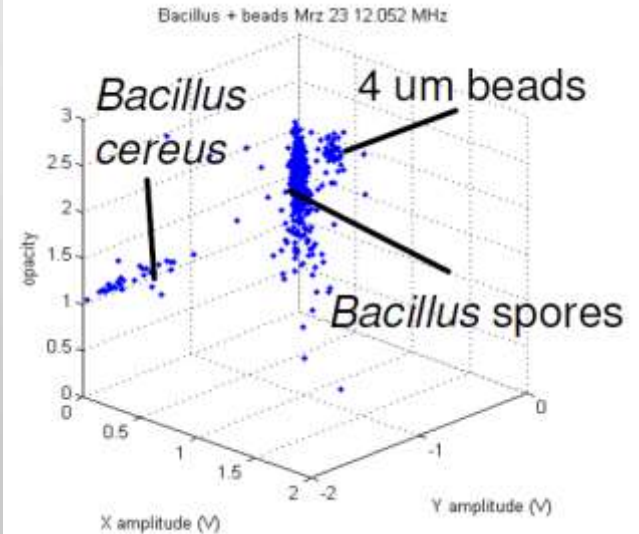 Bacillus + beads Mrz 23 12.052 MHz
Bacillus
cereus
4 um beads
Bacillus spores
3
2.5
2
1.5
1
0.5
0
opacity
0
0.5
1
1.5
2
X amplitude (V)
-2
-1
0
Y amplitude (V)